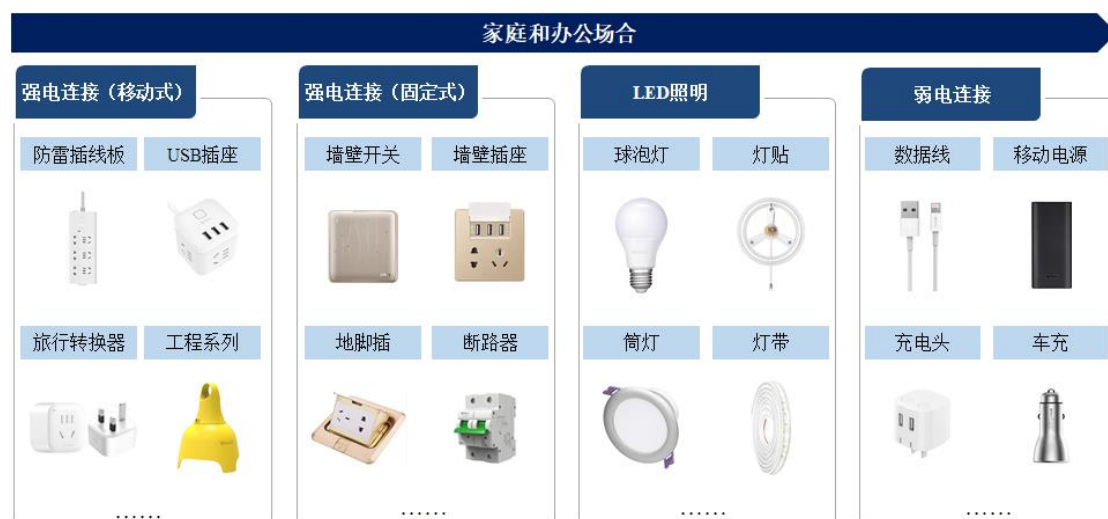 家庭和办公场合
强电连接（移动式）
防雷插线板 USB插座
旅行转换器 工程系列
......
强电连接（固定式）
墙壁开关 墙壁插座
地脚插 断路器
......
LED照明
球泡灯 灯贴
筒灯 灯带
......
弱电连接
数据线 移动电源
充电头 车充
......